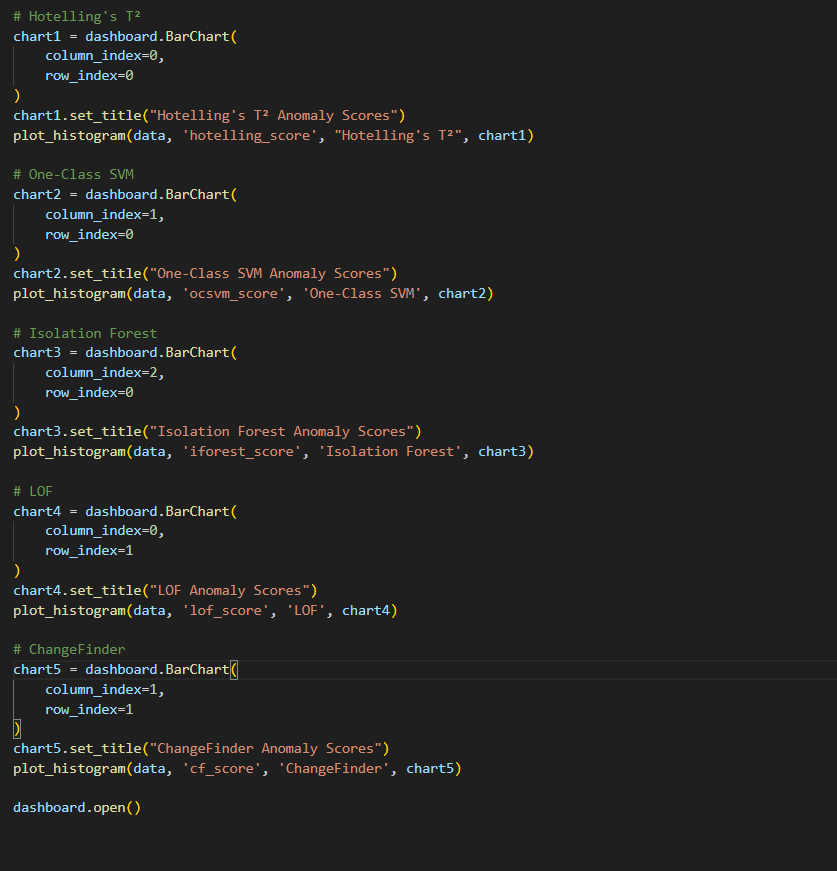 # Hotelling's T²
chart1 = dashboard.BarChart(
    column_index=0,
    row_index=0
)
chart1.set_title("Hotelling's T² Anomaly Scores")
plot_histogram(data, 'hotelling_score', "Hotelling's T²", chart1)

# One-Class SVM
chart2 = dashboard.BarChart(
    column_index=1,
    row_index=0
)
chart2.set_title("One-Class SVM Anomaly Scores")
plot_histogram(data, 'ocsvm_score', 'One-Class SVM', chart2)

# Isolation Forest
chart3 = dashboard.BarChart(
    column_index=2,
    row_index=0
)
chart3.set_title("Isolation Forest Anomaly Scores")
plot_histogram(data, 'iforest_score', 'Isolation Forest', chart3)

# LOF
chart4 = dashboard.BarChart(
    column_index=0,
    row_index=1
)
chart4.set_title("LOF Anomaly Scores")
plot_histogram(data, 'lof_score', 'LOF', chart4)

# ChangeFinder
chart5 = dashboard.BarChart(
    column_index=1,
    row_index=1
)
chart5.set_title("ChangeFinder Anomaly Scores")
plot_histogram(data, 'cf_score', 'ChangeFinder', chart5)

dashboard.open()